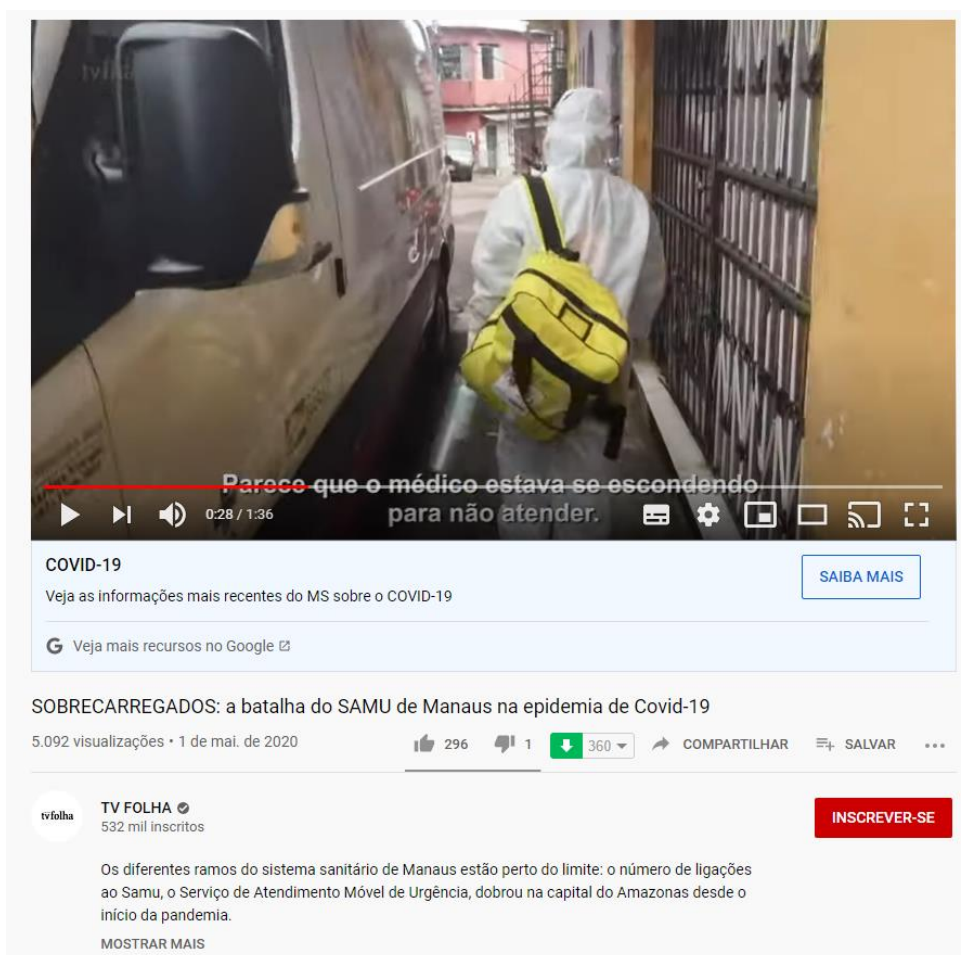 tvfolha
Parece que o médico estava se escondendo
para não atender.
0:28 / 1:36
COVID-19
Veja as informações mais recentes do MS sobre o COVID-19
SAIBA MAIS
G Veja mais recursos no Google
SOBRECARREGADOS: a batalha do SAMU de Manaus na epidemia de Covid-19
5.092 visualizações • 1 de mai. de 2020
296 1 360 COMPARTILHAR SALVAR
tvfolha
TV FOLHA
532 mil inscritos
INSCREVER-SE
Os diferentes ramos do sistema sanitário de Manaus estão perto do limite: o número de ligações
ao Samu, o Serviço de Atendimento Móvel de Urgência, dobrou na capital do Amazonas desde o
início da pandemia.
MOSTRAR MAIS